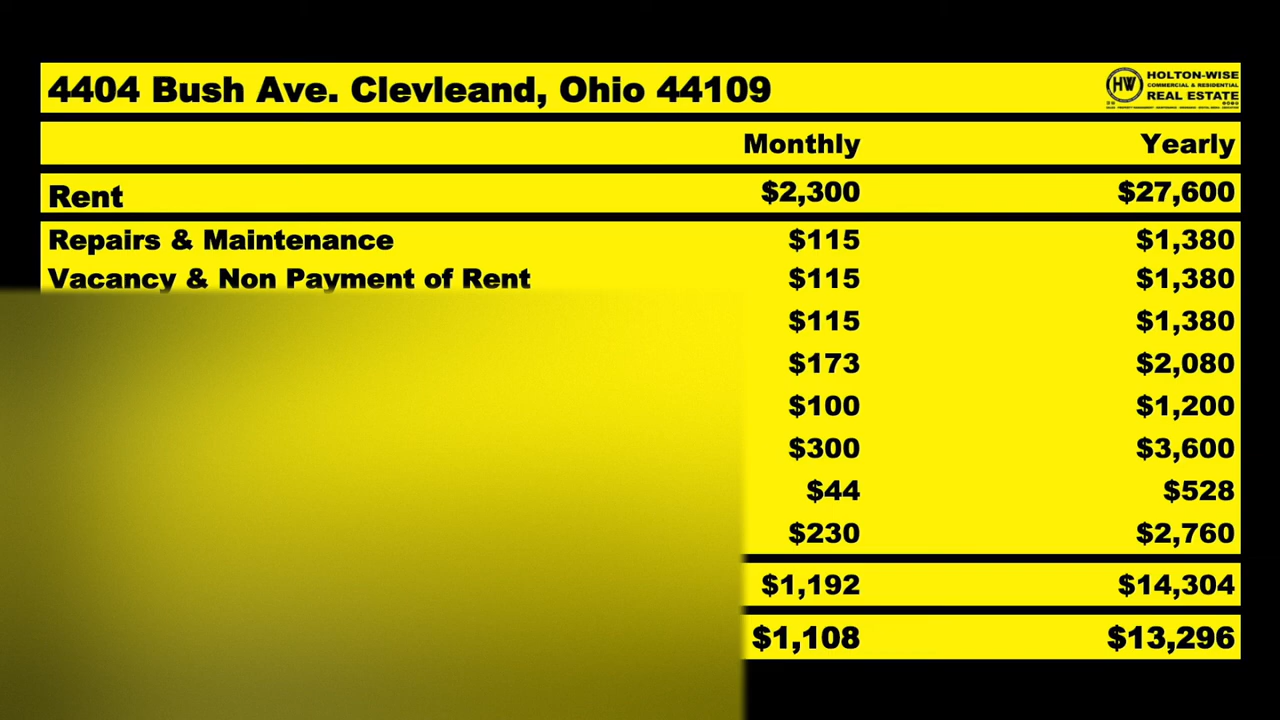 4404 Bush Ave. Clevleand, Ohio 44109
HW
HOLTON-WISE
COMMERCIAL & RESIDENTIAL
REAL ESTATE
Monthly Yearly
Rent $2,300 $27,600
Repairs & Maintenance $115 $1,380
Vacancy & Non Payment of Rent $115 $1,380
$115 $1,380
$173 $2,080
$100 $1,200
$300 $3,600
$44 $528
$230 $2,760
$1,192 $14,304
$1,108 $13,296